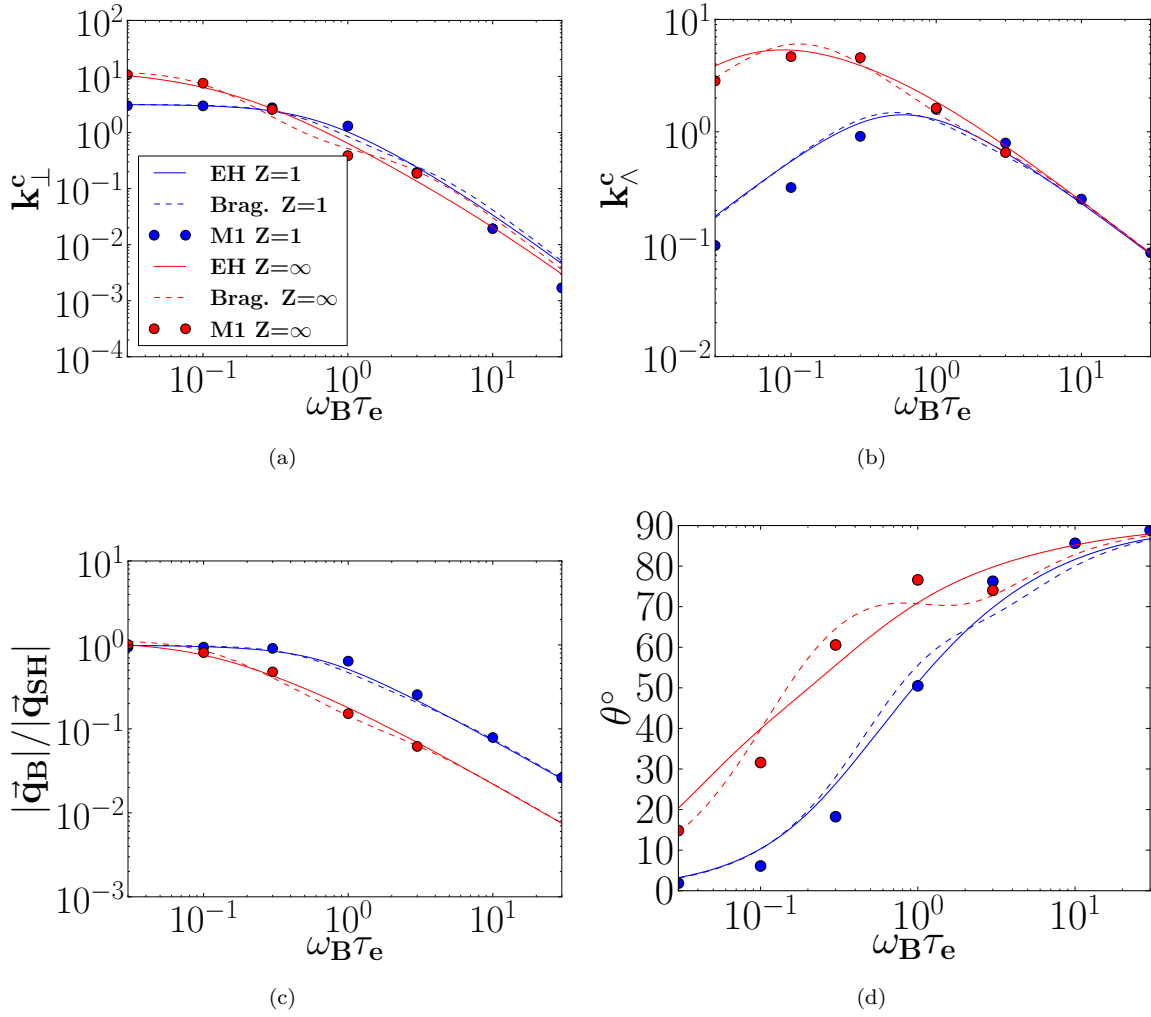 10² 10¹ 10⁰ 10⁻¹ 10⁻² 10⁻³ 10⁻⁴
k⊥ᶜ
EH Z=1
Brag. Z=1
M1 Z=1
EH Z=∞
Brag. Z=∞
M1 Z=∞
10⁻¹ 10⁰ 10¹
ω_B τ_e
(a)
10¹ 10⁰ 10⁻¹ 10⁻²
k∧ᶜ
10⁻¹ 10⁰ 10¹
ω_B τ_e
(b)
10¹ 10⁰ 10⁻¹ 10⁻² 10⁻³
|q⃗_B|/|q⃗_SH|
10⁻¹ 10⁰ 10¹
ω_B τ_e
(c)
90 80 70 60 50 40 30 20 10 0
θ°
10⁻¹ 10⁰ 10¹
ω_B τ_e
(d)